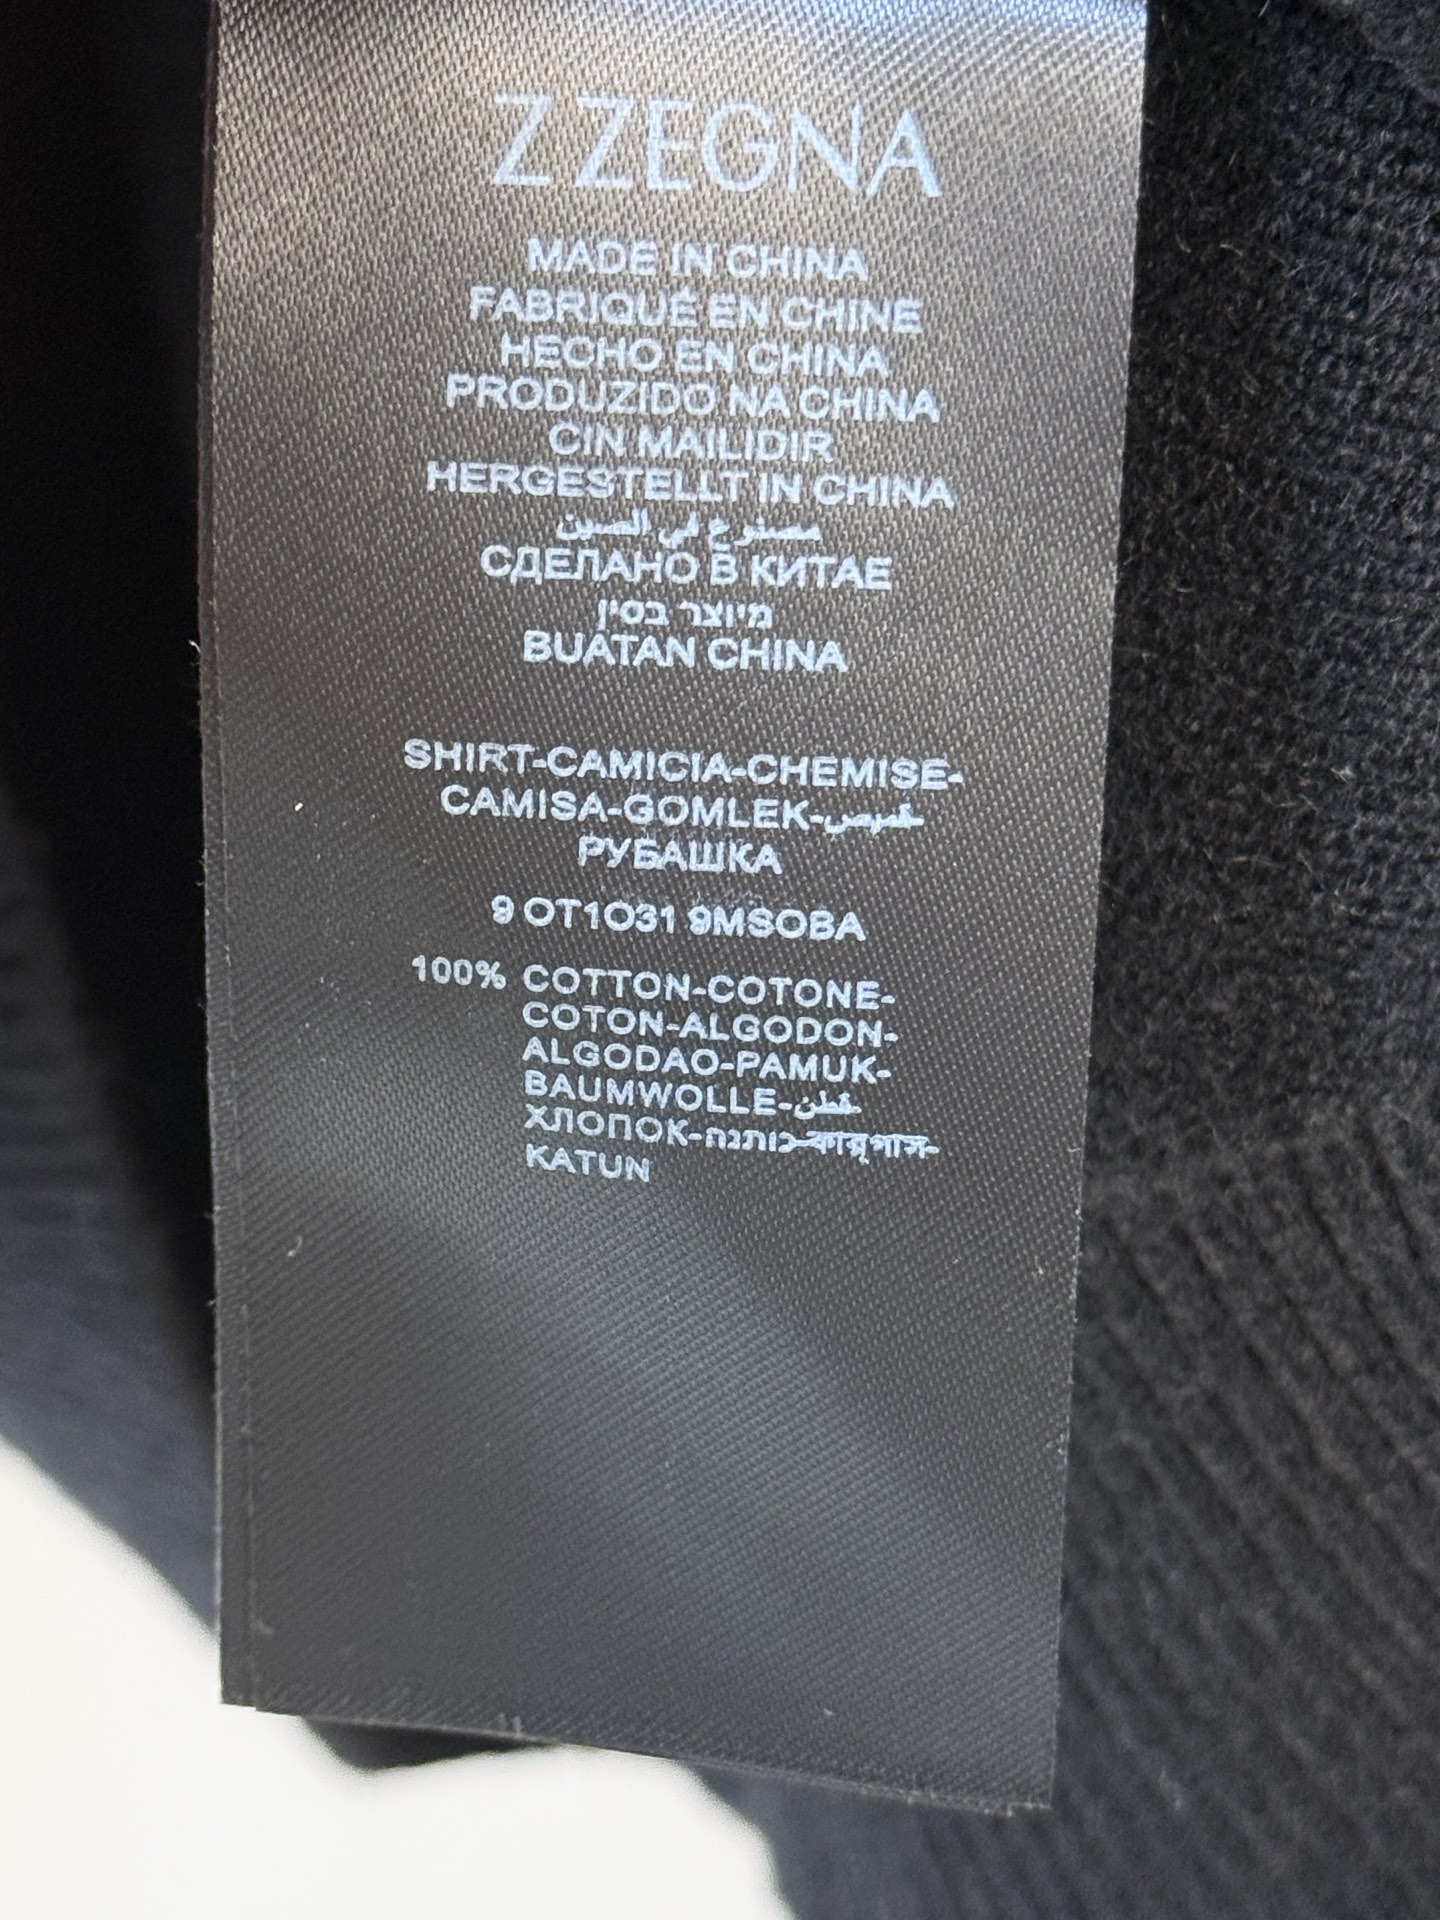 Z ZEGNA
MADE IN CHINA
FABRIQUÉ EN CHINE
HECHO EN CHINA
PRODUZIDO NA CHINA
CIN MAILIDIR
HERGESTELLT IN CHINA
مصنوع في الصين
СДЕЛАНО В КИТАЕ
מיוצר בסין
BUATAN CHINA
SHIRT-CAMICIA-CHEMISE-
CAMISA-GOMLEK-قميص-
РУБАШКА
9 OT1O31 9MSOBA
100% COTTON-COTONE-
COTON-ALGODON-
ALGODAO-PAMUK-
BAUMWOLLE-قطن-
ХЛОПОК-כותנה-
KATUN